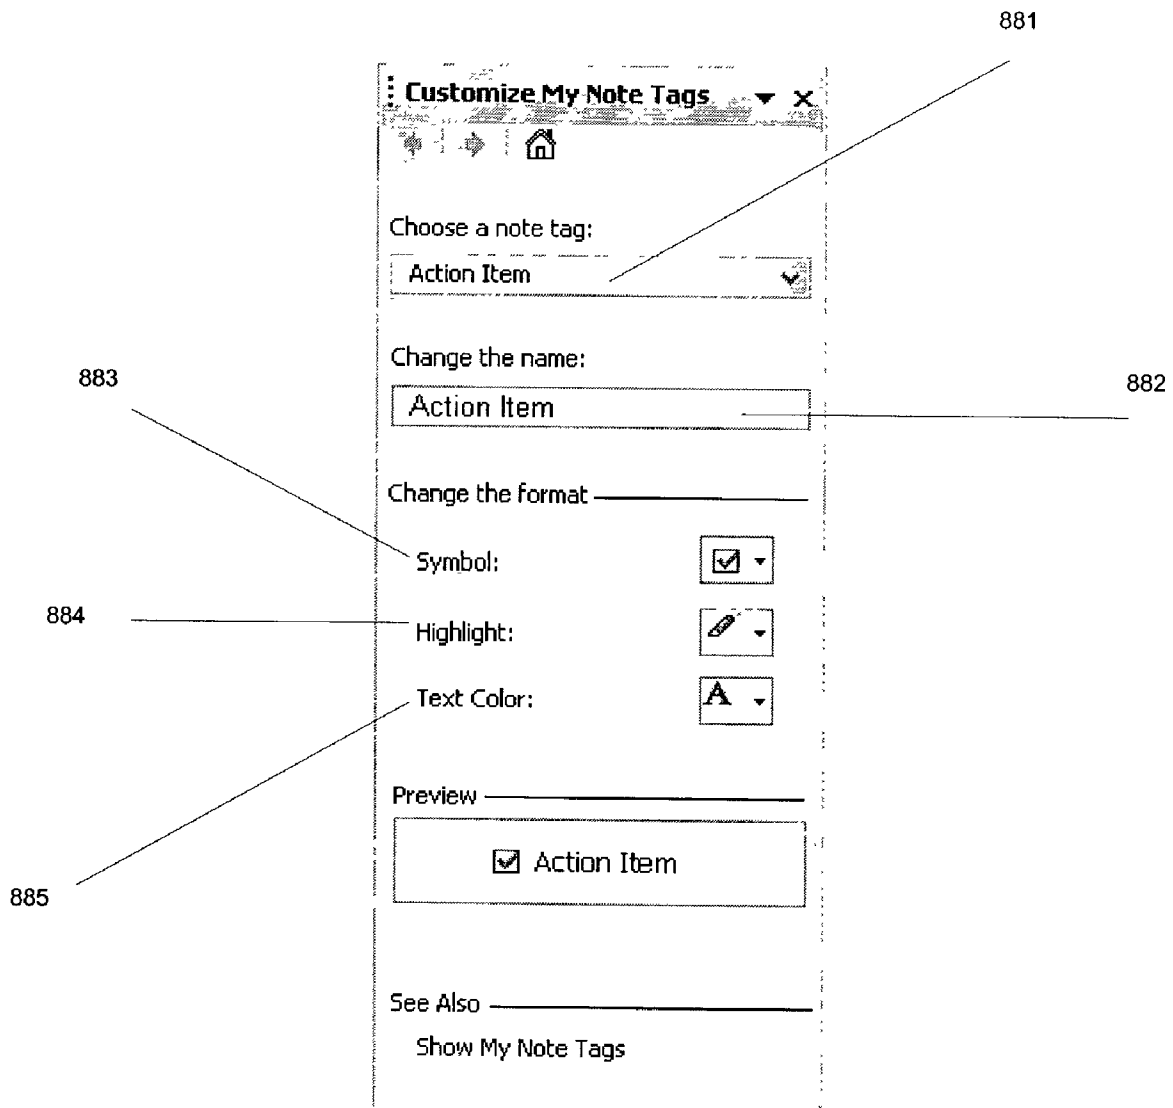 881
Customize My Note Tags
Choose a note tag:
Action Item
Change the name:
883
882
Action Item
Change the format
Symbol:
884
Highlight:
Text Color:
A
Preview
Action Item
885
See Also
Show My Note Tags